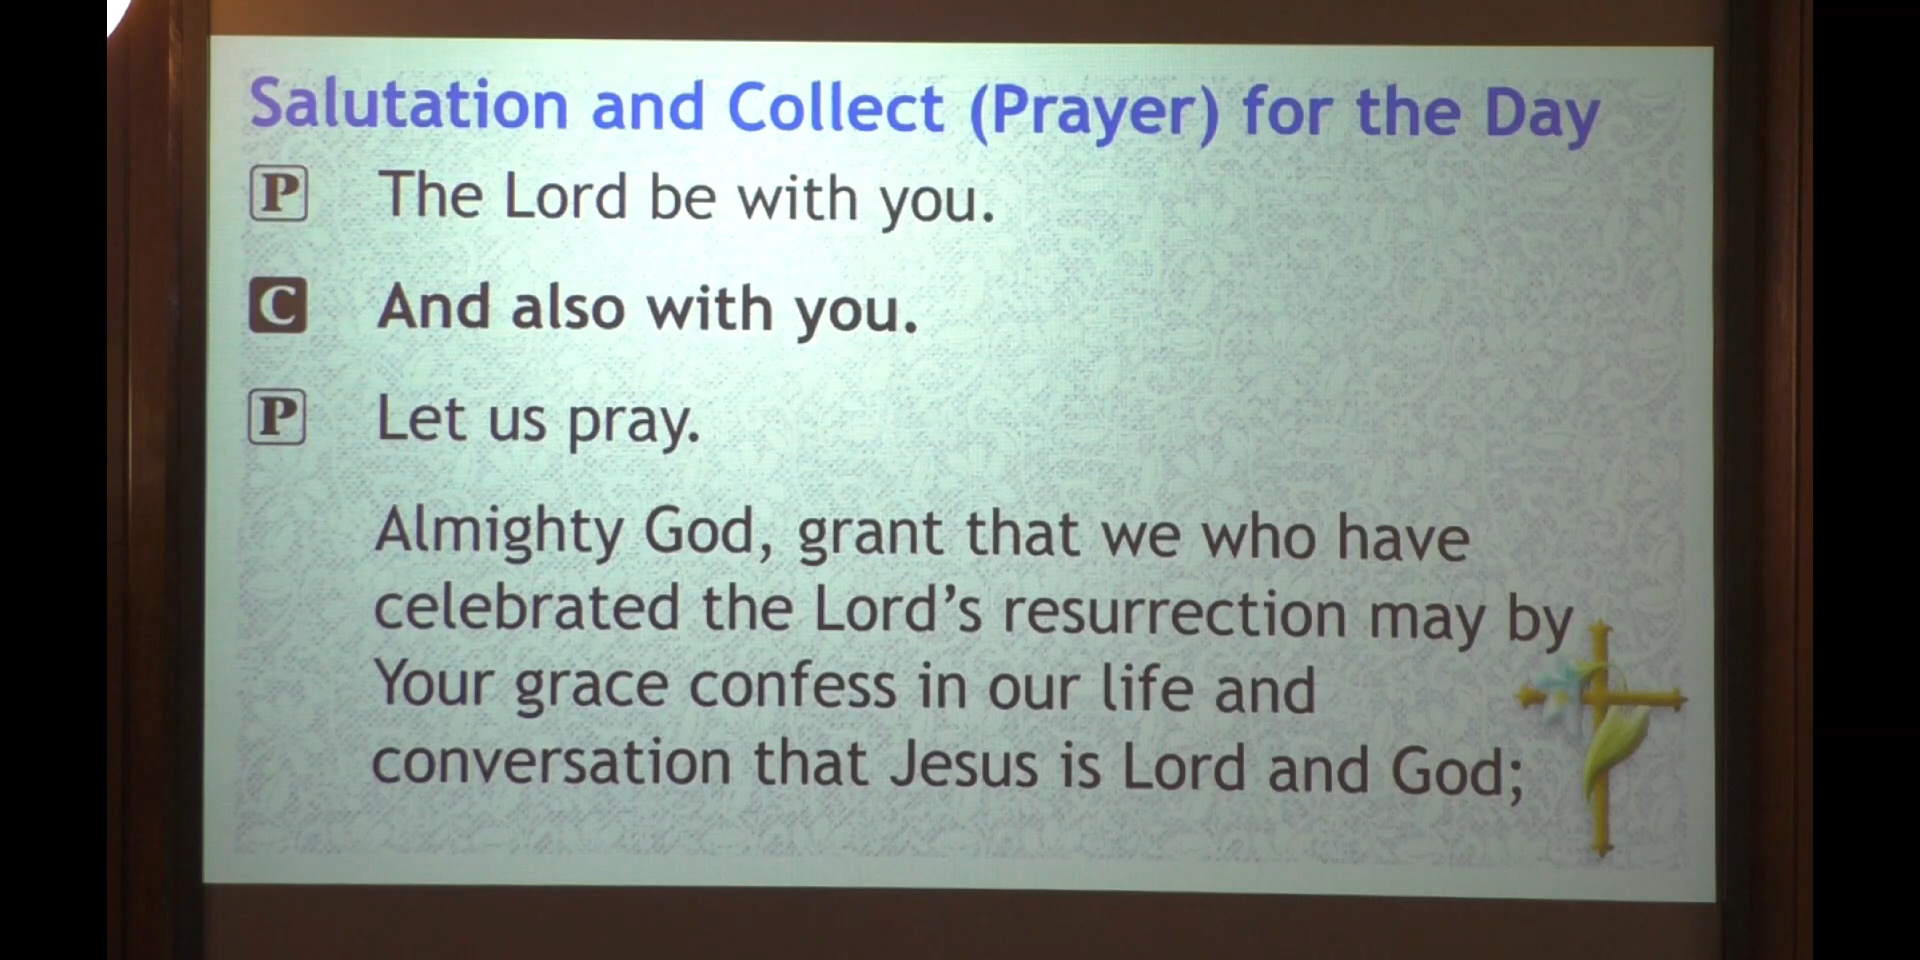 Salutation and Collect (Prayer) for the Day
P The Lord be with you.
C And also with you.
P Let us pray.
Almighty God, grant that we who have
celebrated the Lord’s resurrection may by
Your grace confess in our life and
conversation that Jesus is Lord and God;